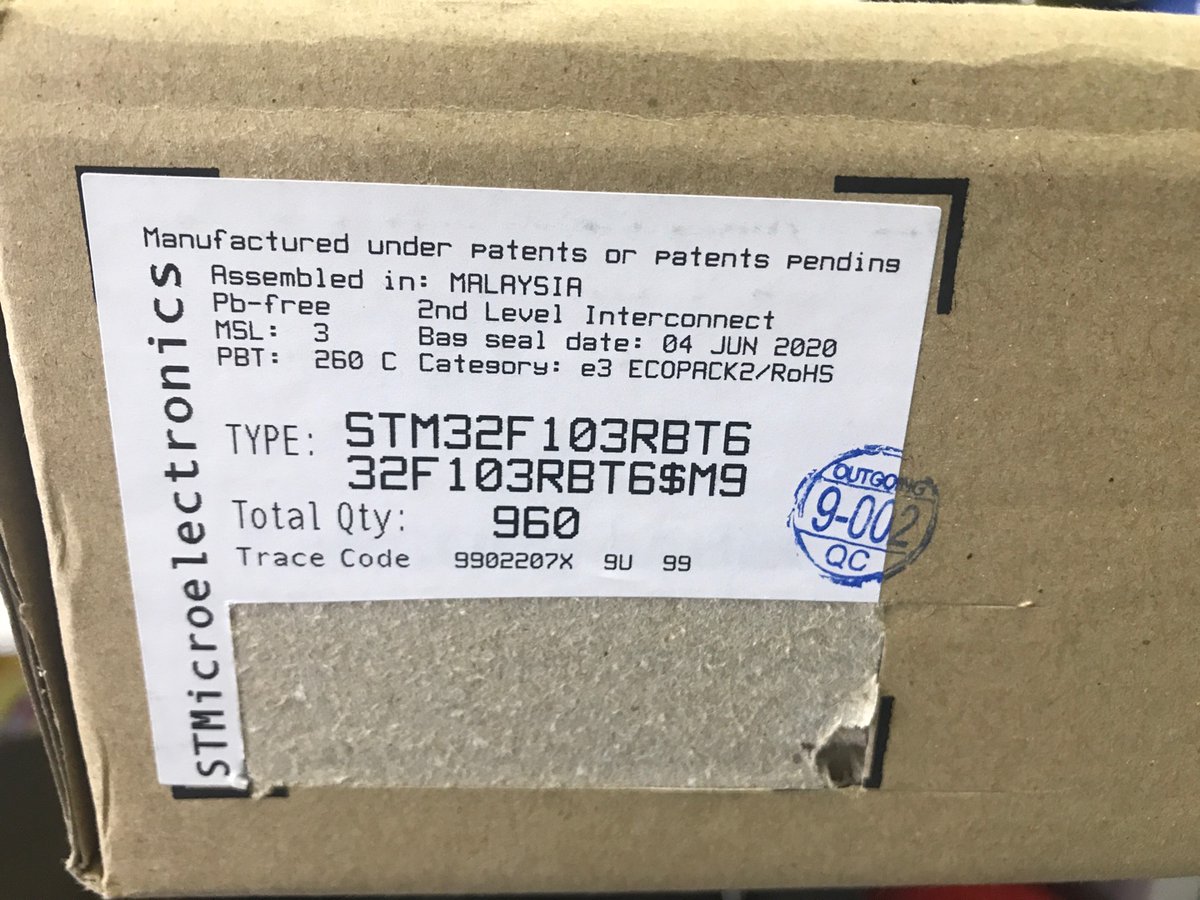 Manufactured under patents or patents pending
Assembled in: MALAYSIA
Pb-free 2nd Level Interconnect
MSL: 3 Bag seal date: 04 JUN 2020
PBT: 260 C Category: e3 ECOPACK2/RoHS
TYPE: STM32F103RBT6
32F103RBT6$M9
Total Qty: 960
Trace Code 9902207X 9U 99
STMicroelectronics
OUTGOING
9-002
QC